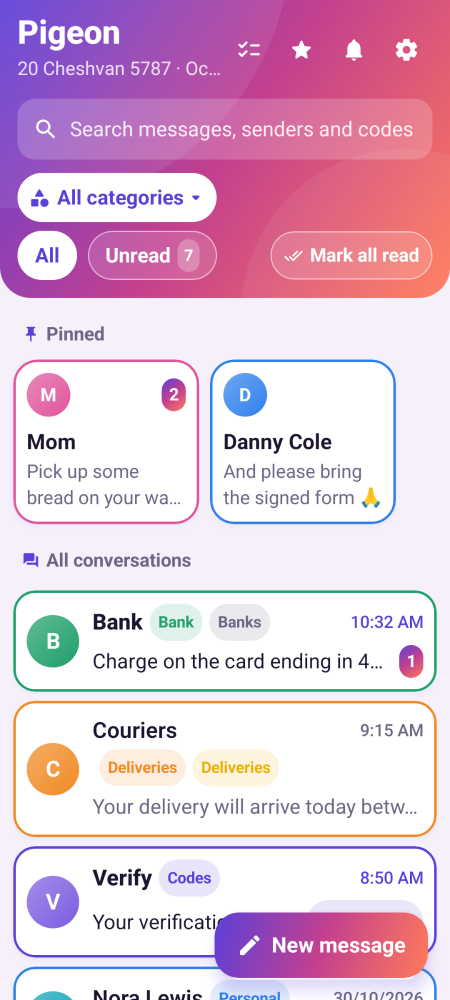 Pigeon
20 Cheshvan 5787 · Oc…
Search messages, senders and codes
All categories
All
Unread 7
Mark all read
Pinned
M
2
Mom
Pick up some
bread on your wa…
D
Danny Cole
And please bring
the signed form 🙏
All conversations
B
Bank Bank Banks 10:32 AM
Charge on the card ending in 4… 1
C
Couriers 9:15 AM
Deliveries Deliveries
Your delivery will arrive today betw…
V
Verify Codes 8:50 AM
Your
New message
Nora Lewis Personal 30/10/2026